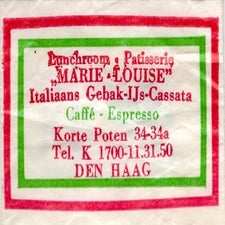 Lunchroom - Patisserie
„MARIE-LOUISE”
Italiaans Gebak-IJs-Cassata
Caffé - Espresso
Korte Poten 34-34a
Tel. K 1700-11.31.50
DEN HAAG